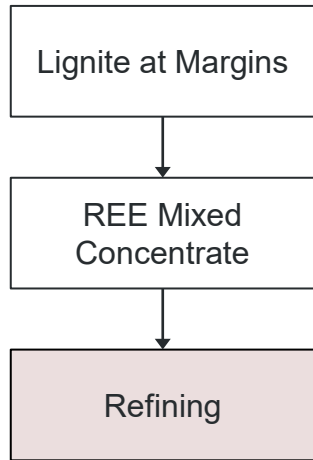 Lignite at Margins
REE Mixed
Concentrate
Refining